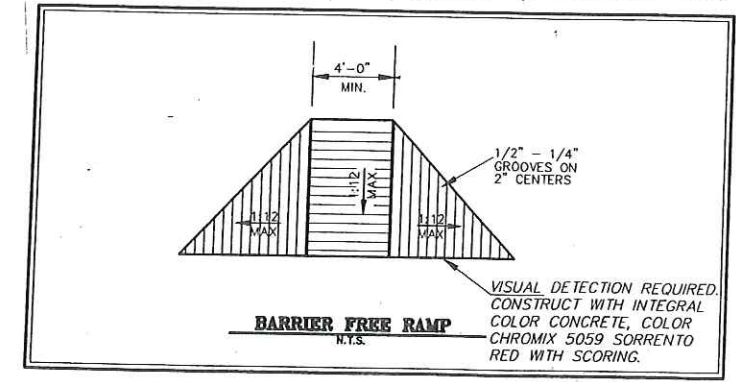 4'-0"
MIN.
1/2" - 1/4"
GROOVES ON
2" CENTERS
1:12
MAX
1:12
MAX
1:12
MAX
VISUAL DETECTION REQUIRED.
CONSTRUCT WITH INTEGRAL
COLOR CONCRETE, COLOR
CHROMIX 5059 SORRENTO
RED WITH SCORING.
BARRIER FREE RAMP
N.T.S.